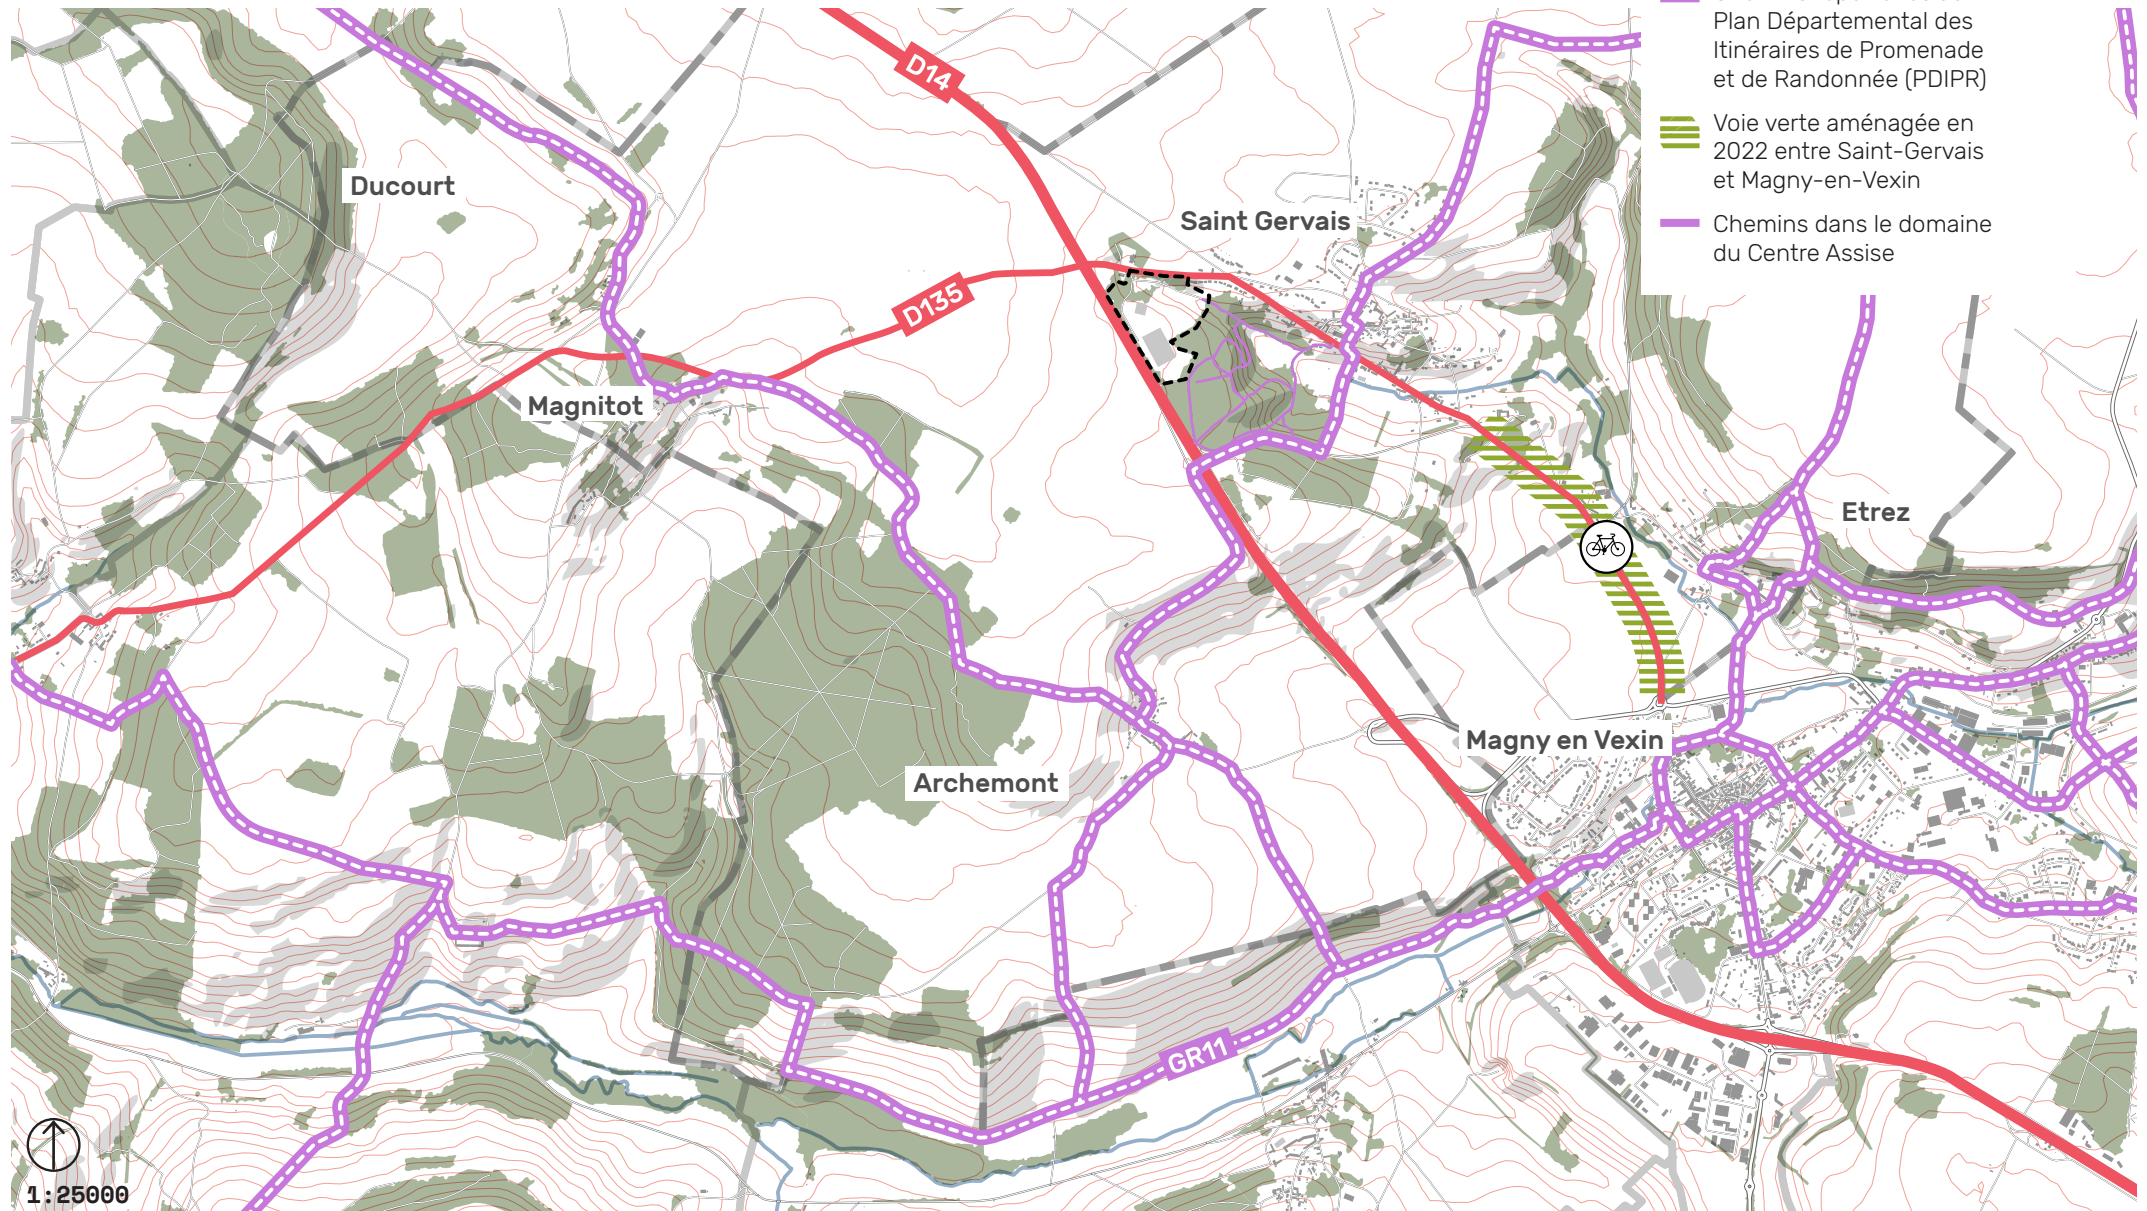 Plan Départemental des
Itinéraires de Promenade
et de Randonnée (PDIPR)
Voie verte aménagée en
2022 entre Saint-Gervais
et Magny-en-Vexin
Chemins dans le domaine
du Centre Assise
D14
Ducourt
Saint Gervais
D135
Magnitot
Etrez
Magny en Vexin
Archemont
GR11
1:25000